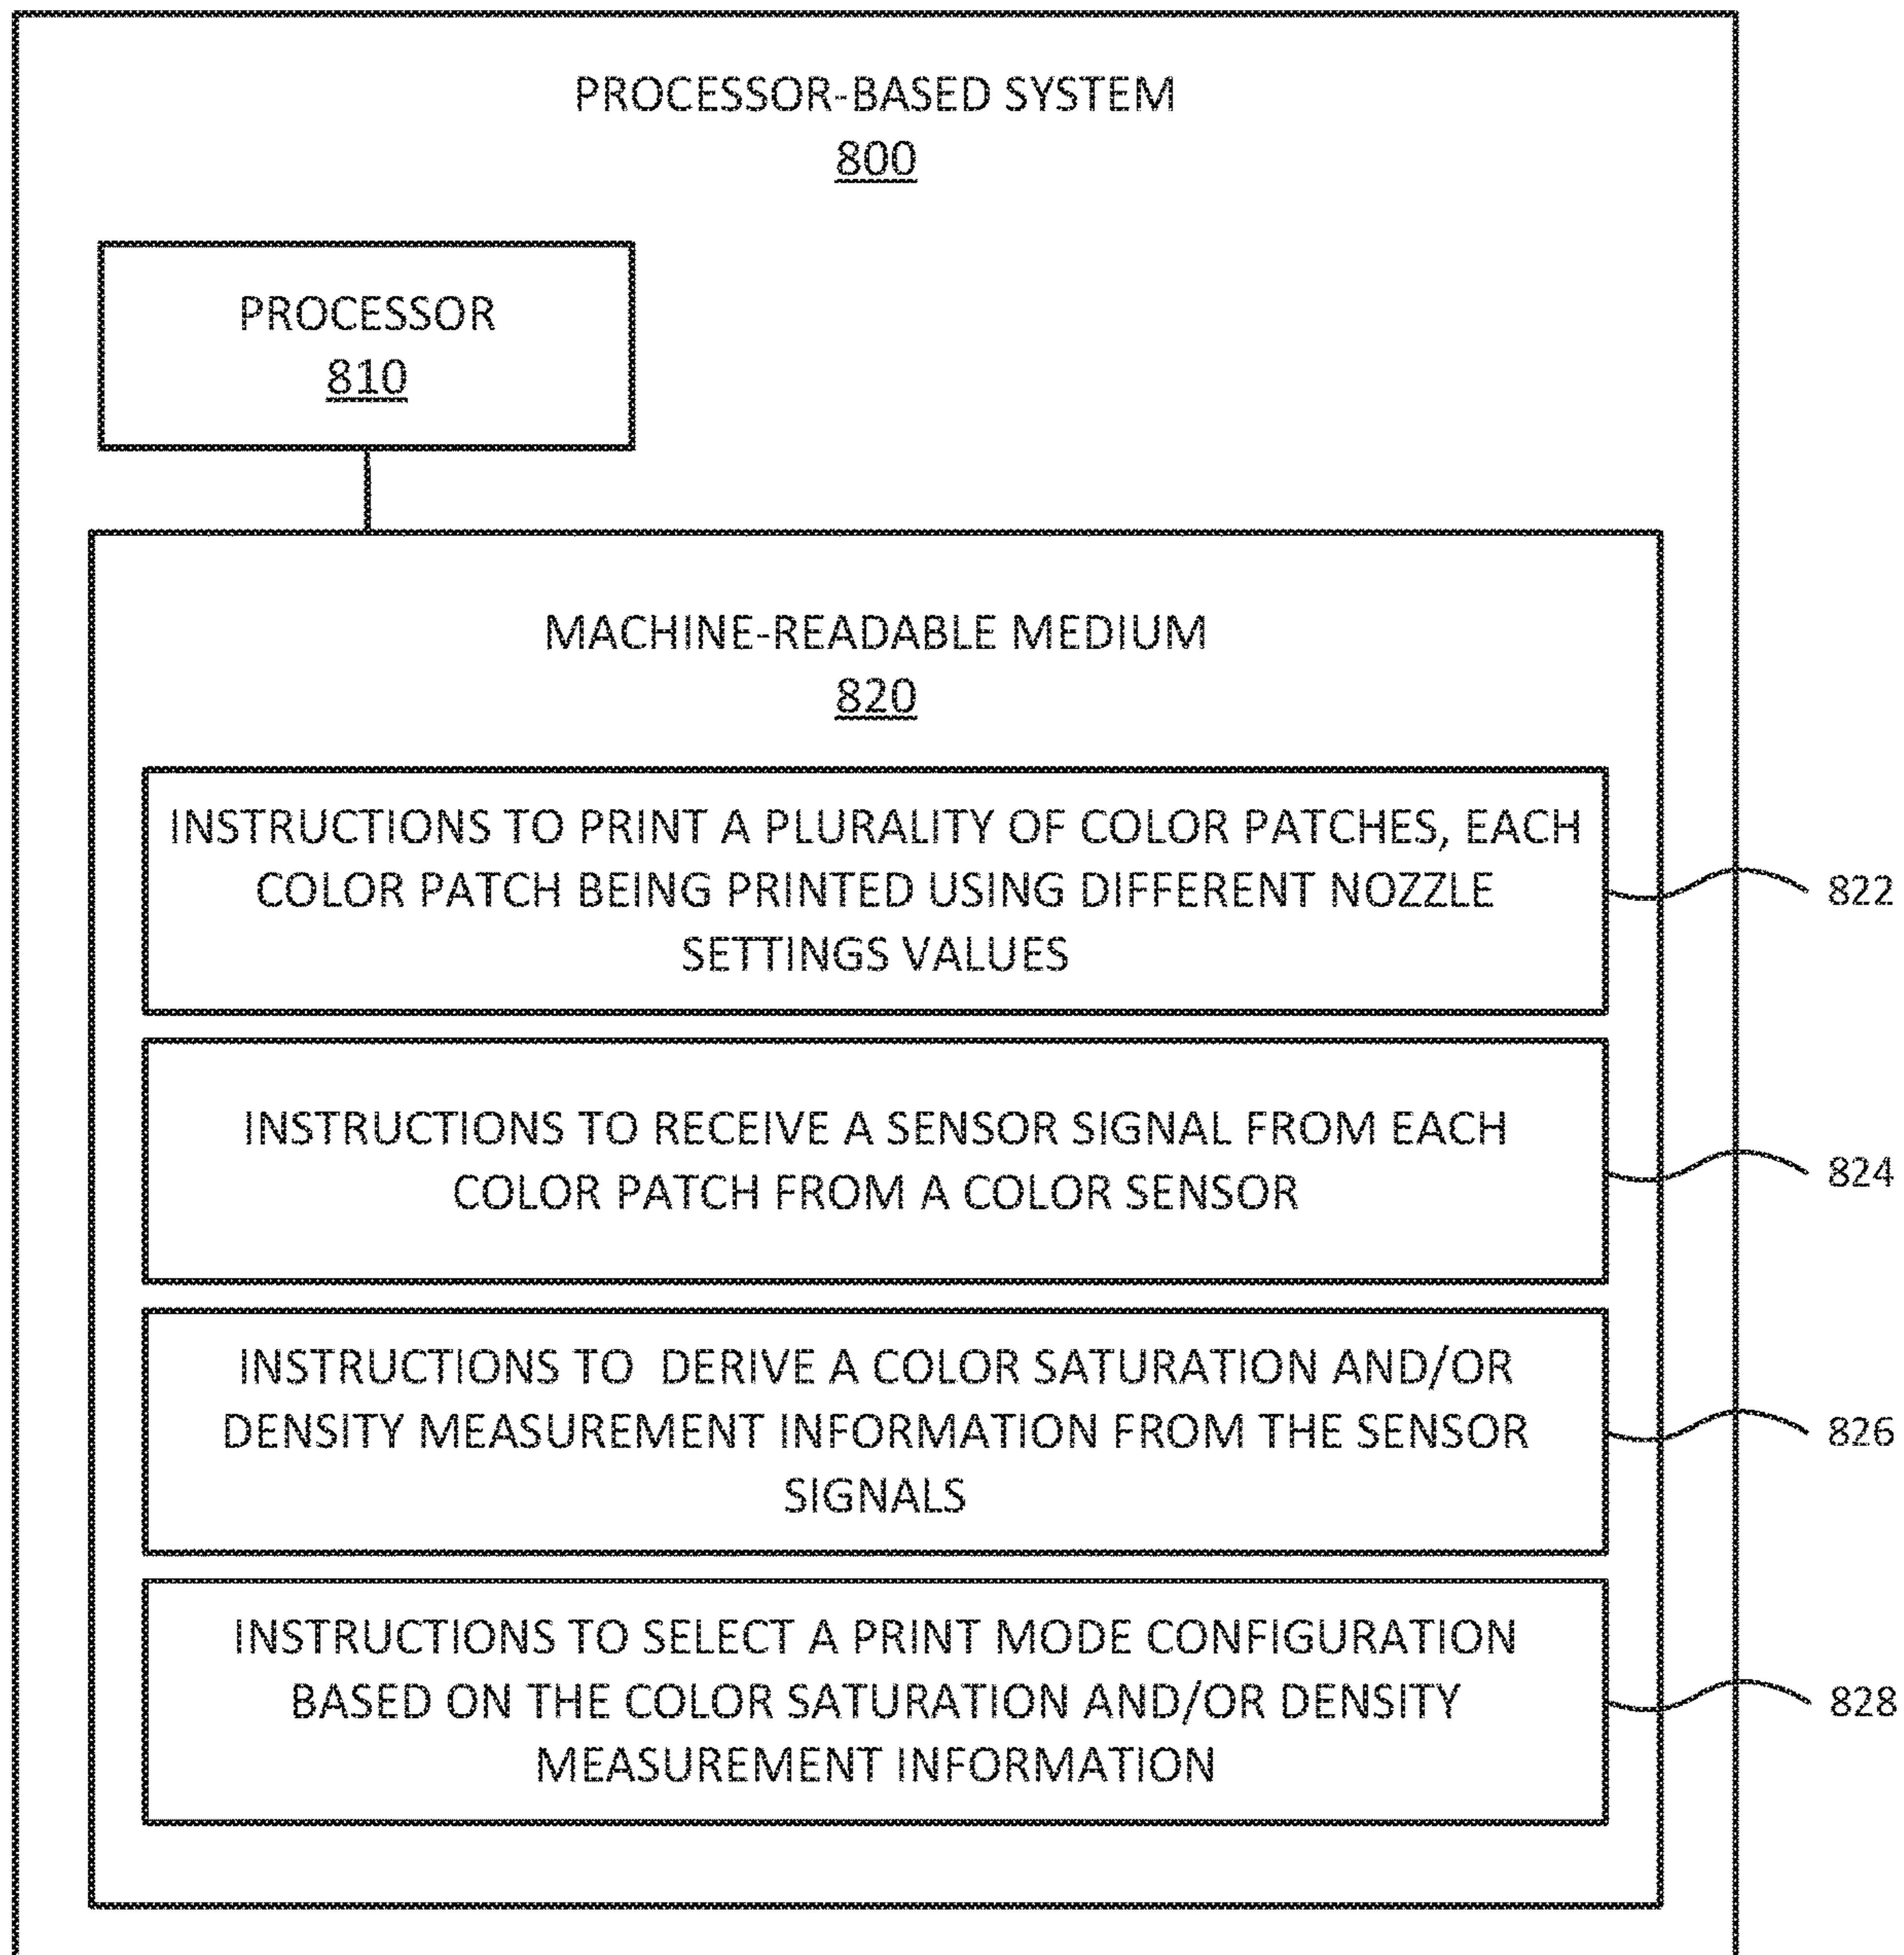 PROCESSOR-BASED SYSTEM
800
PROCESSOR
810
MACHINE-READABLE MEDIUM
820
INSTRUCTIONS TO PRINT A PLURALITY OF COLOR PATCHES, EACH
COLOR PATCH BEING PRINTED USING DIFFERENT NOZZLE
SETTINGS VALUES
822
INSTRUCTIONS TO RECEIVE A SENSOR SIGNAL FROM EACH
COLOR PATCH FROM A COLOR SENSOR
824
INSTRUCTIONS TO DERIVE A COLOR SATURATION AND/OR
DENSITY MEASUREMENT INFORMATION FROM THE SENSOR
SIGNALS
826
INSTRUCTIONS TO SELECT A PRINT MODE CONFIGURATION
BASED ON THE COLOR SATURATION AND/OR DENSITY
MEASUREMENT INFORMATION
828